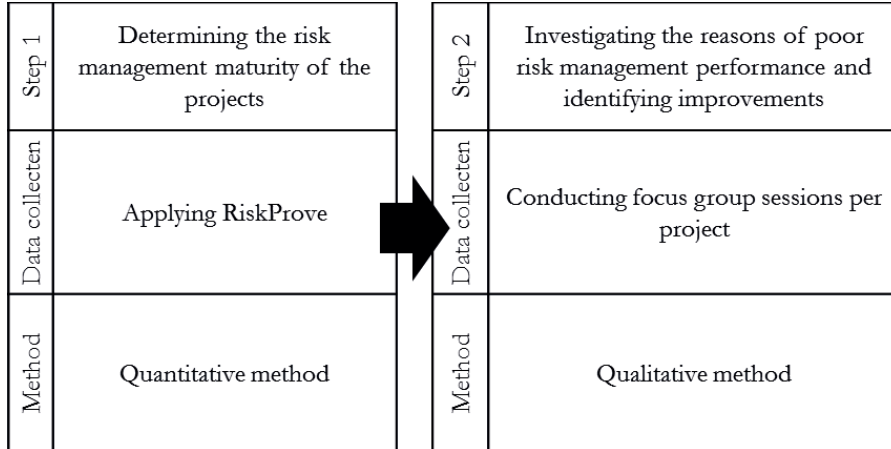 Step 1
Determining the risk
management maturity of the
projects
Data collecten
Applying RiskProve
Method
Quantitative method
Step 2
Investigating the reasons of poor
risk management performance and
identifying improvements
Data collecten
Conducting focus group sessions per
project
Method
Qualitative method